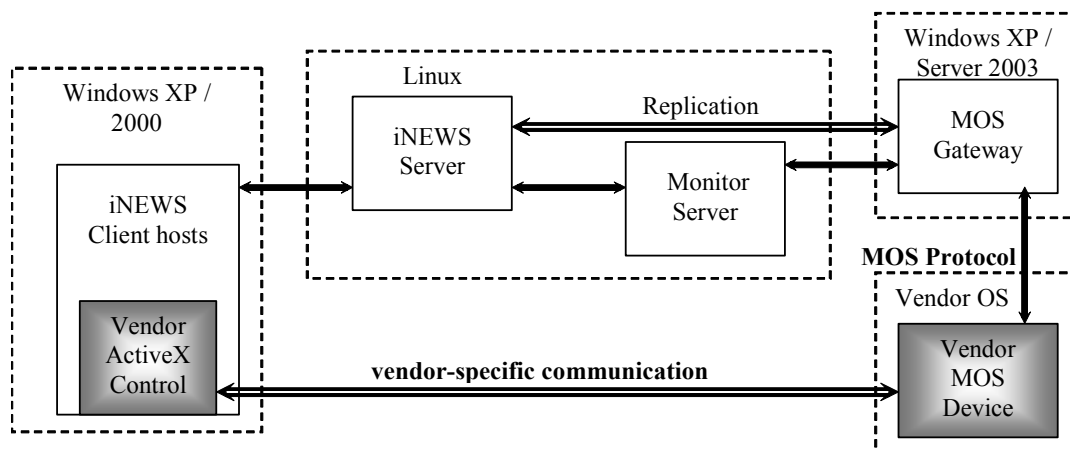 Windows XP /
2000
iNEWS
Client hosts
Vendor
ActiveX
Control
Linux
iNEWS
Server
Replication
Monitor
Server
Windows XP /
Server 2003
MOS
Gateway
MOS Protocol
Vendor OS
Vendor
MOS
Device
vendor-specific communication